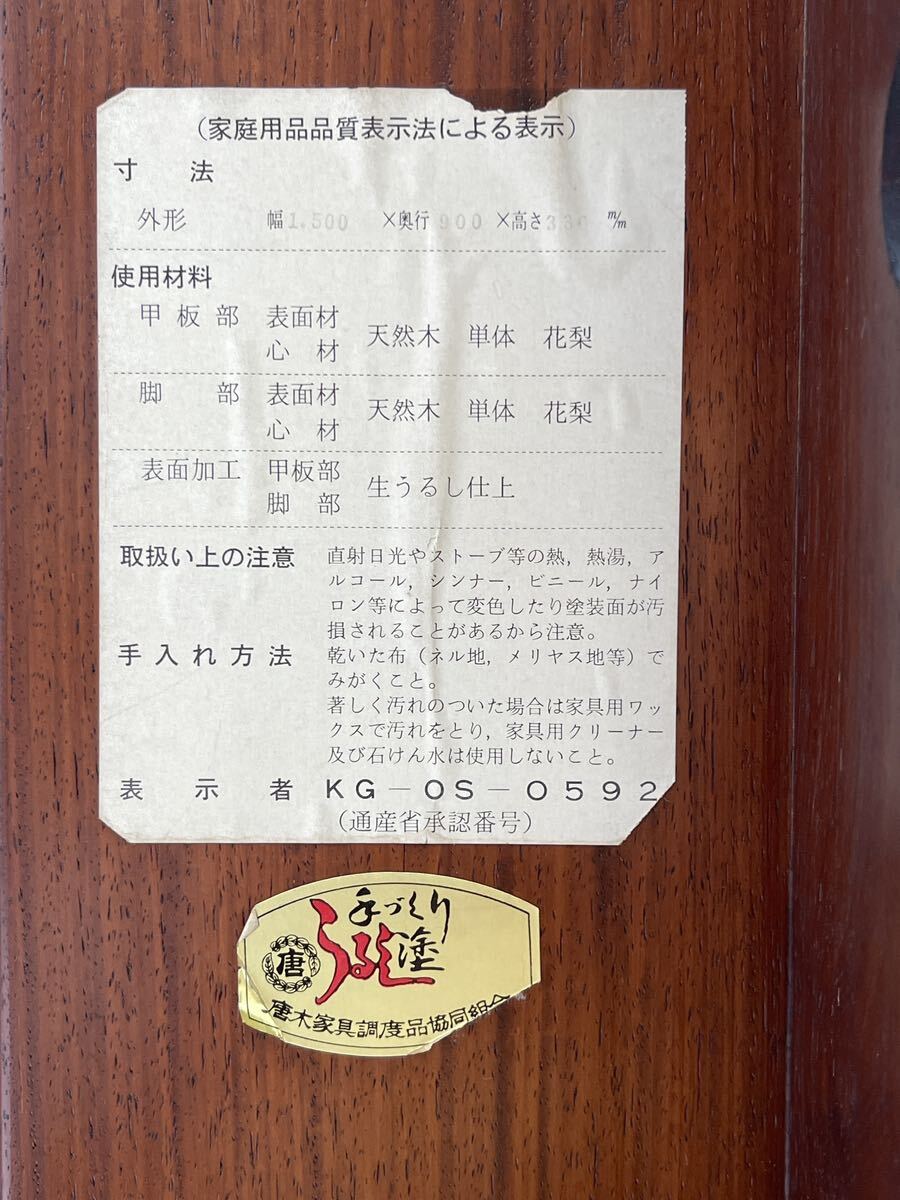 (家庭用品品質表示法による表示)
寸 法
外形 幅1,500 ×奥行900 ×高さ330 m/m
使用材料
甲板部 表面材 心材 天然木 単体 花梨
脚部 表面材 心材 天然木 単体 花梨
表面加工 甲板部 脚部 生うるし仕上
取扱い上の注意 直射日光やストーブ等の熱, 熱湯, ア
ルコール, シンナー, ビニール, ナイ
ロン等によって変色したり塗装面が汚
損されることがあるから注意。
手入れ方法 乾いた布(ネル地, メリヤス地等)で
みがくこと。
著しく汚れのついた場合は家具用ワッ
クスで汚れをとり, 家具用クリーナー
及び石けん水は使用しないこと。
表示者 KG-OS-0592
(通産省承認番号)
手づくり
うるし塗
唐
唐木家具調度品協同組合